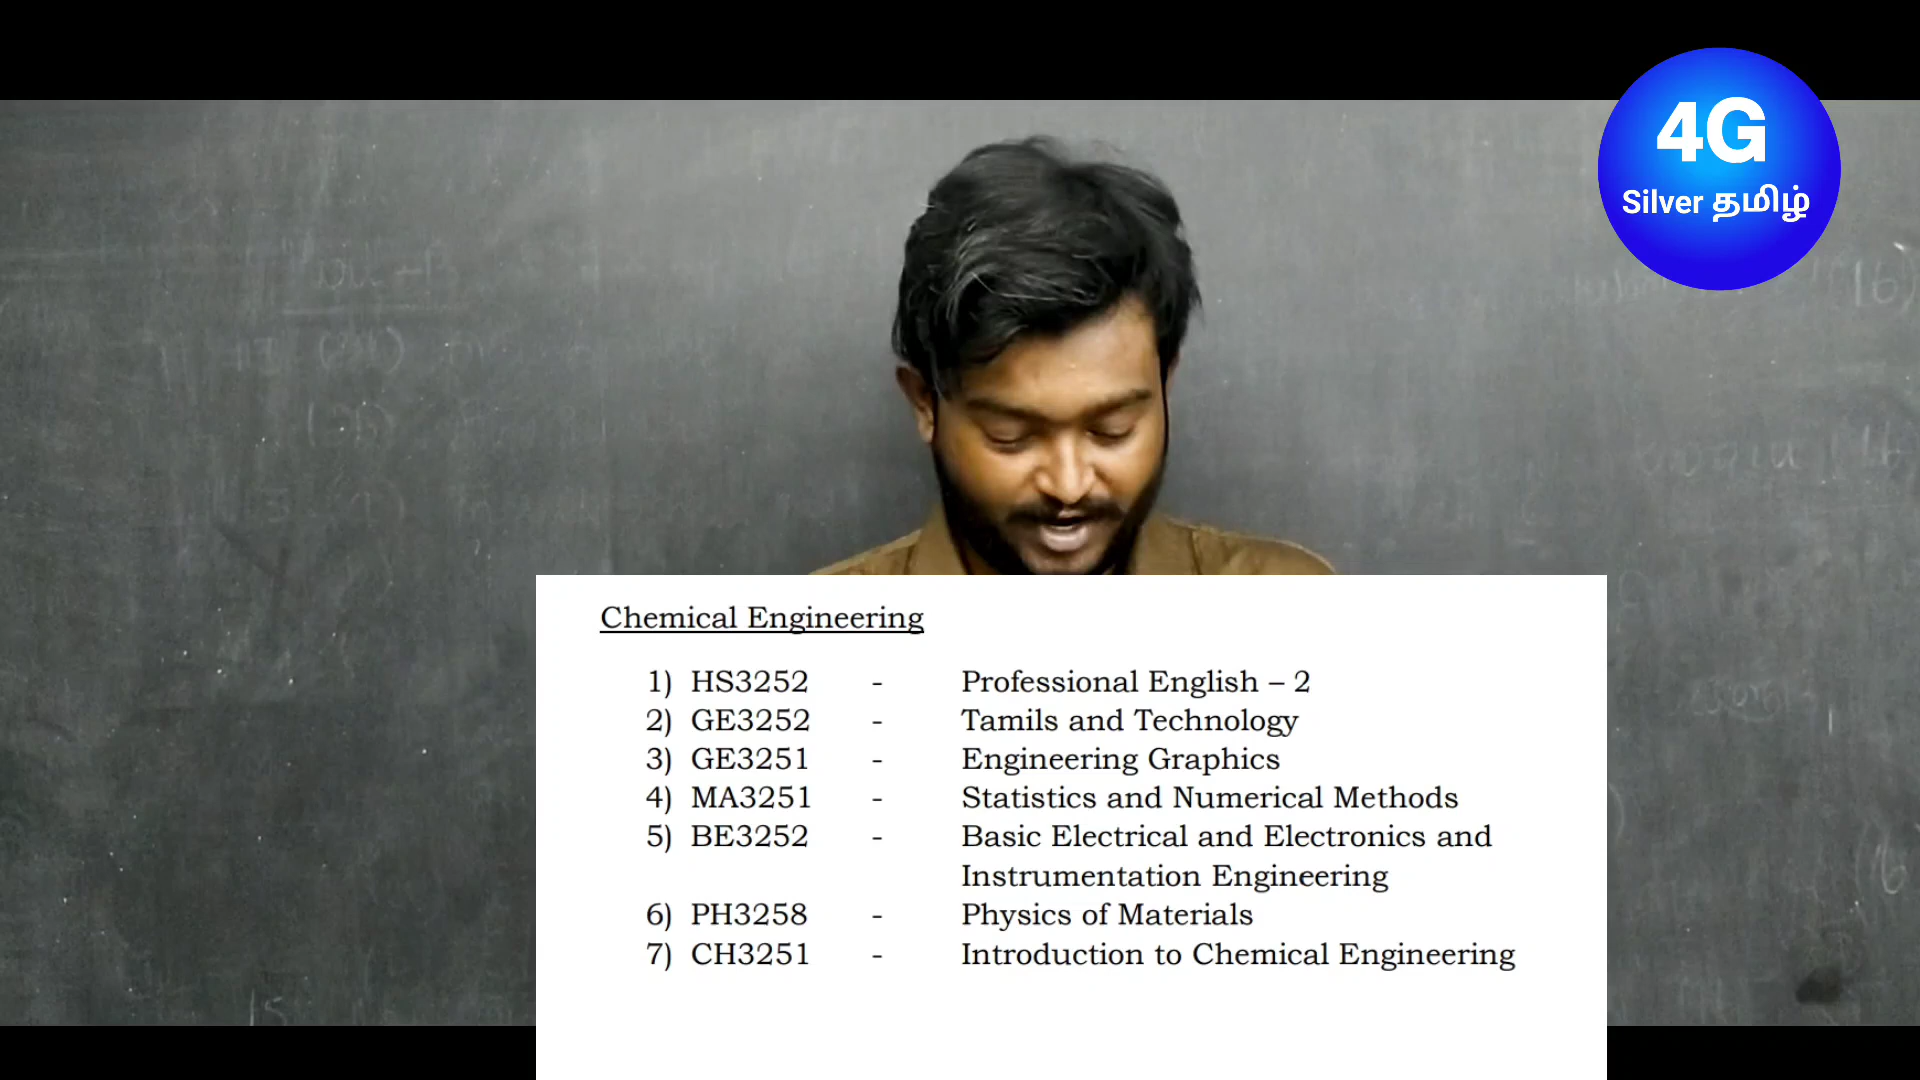 4G
Silver தமிழ்
Chemical Engineering
1) HS3252 - Professional English – 2
2) GE3252 - Tamils and Technology
3) GE3251 - Engineering Graphics
4) MA3251 - Statistics and Numerical Methods
5) BE3252 - Basic Electrical and Electronics and
Instrumentation Engineering
6) PH3258 - Physics of Materials
7) CH3251 - Introduction to Chemical Engineering